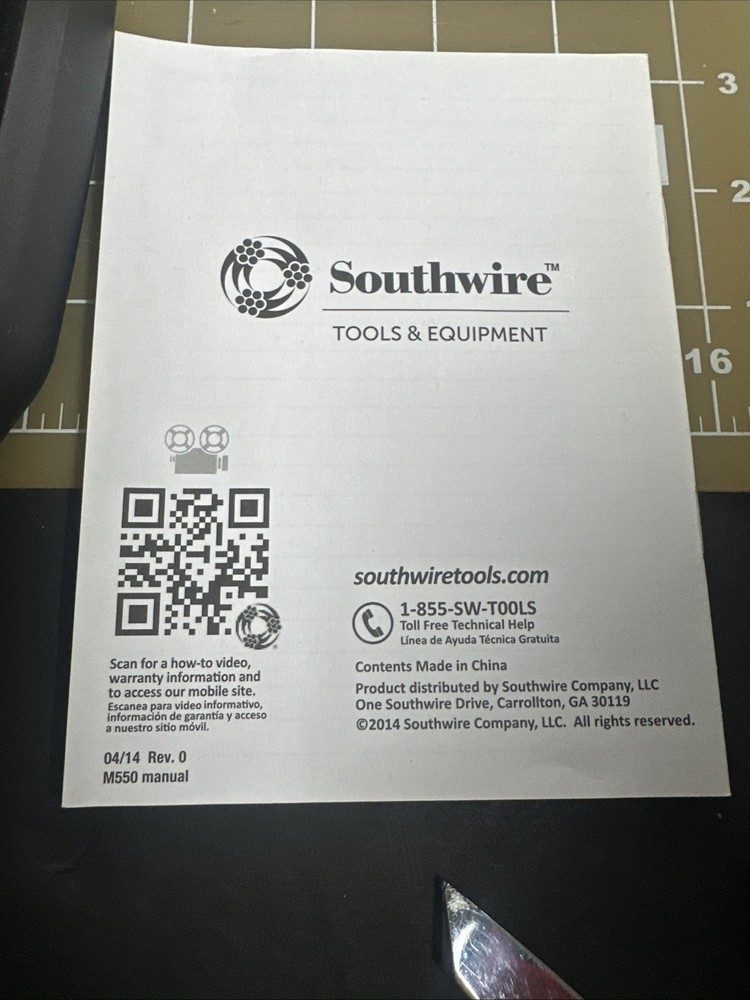 3
2
16
Southwire™
TOOLS & EQUIPMENT
southwiretools.com
1-855-SW-T00LS
Toll Free Technical Help
Línea de Ayuda Técnica Gratuita
Contents Made in China
Product distributed by Southwire Company, LLC
One Southwire Drive, Carrollton, GA 30119
©2014 Southwire Company, LLC. All rights reserved.
Scan for a how-to video,
warranty information and
to access our mobile site.
Escanea para video informativo,
información de garantía y acceso
a nuestro sitio móvil.
04/14 Rev. 0
M550 manual